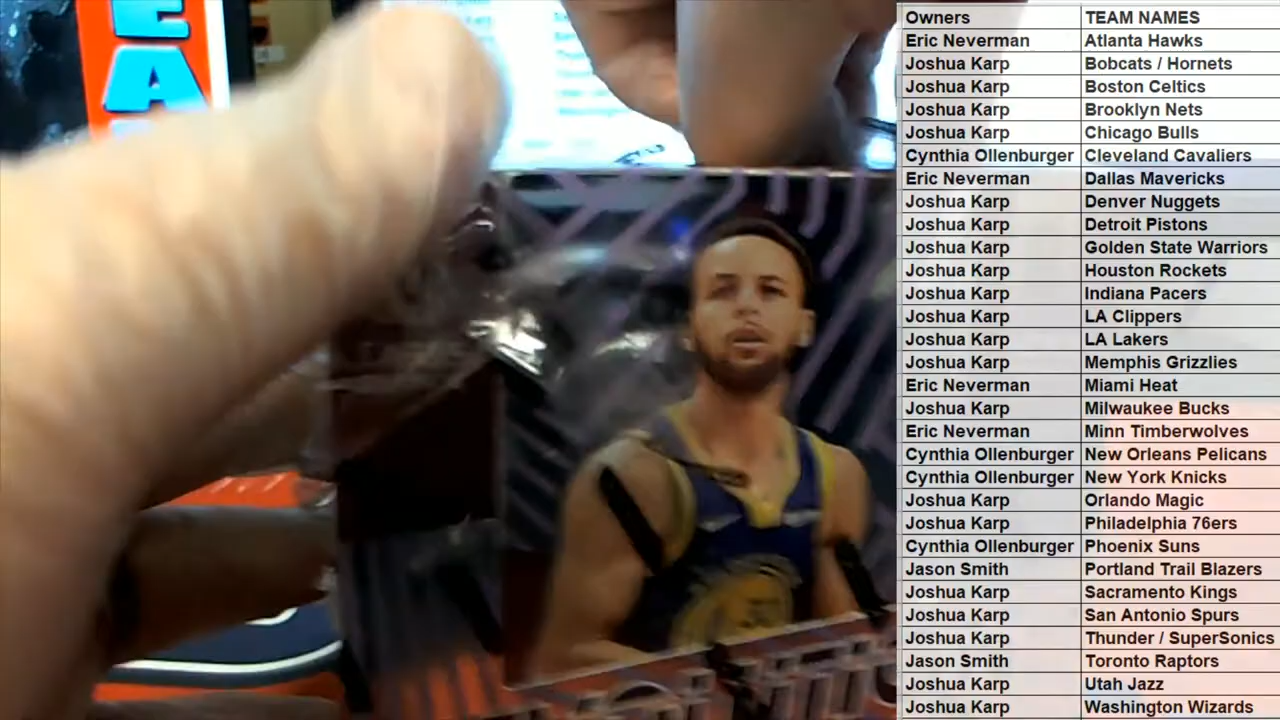 EA
Owners TEAM NAMES
Eric Neverman Atlanta Hawks
Joshua Karp Bobcats / Hornets
Joshua Karp Boston Celtics
Joshua Karp Brooklyn Nets
Joshua Karp Chicago Bulls
Cynthia Ollenburger Cleveland Cavaliers
Eric Neverman Dallas Mavericks
Joshua Karp Denver Nuggets
Joshua Karp Detroit Pistons
Joshua Karp Golden State Warriors
Joshua Karp Houston Rockets
Joshua Karp Indiana Pacers
Joshua Karp LA Clippers
Joshua Karp LA Lakers
Joshua Karp Memphis Grizzlies
Eric Neverman Miami Heat
Joshua Karp Milwaukee Bucks
Eric Neverman Minn Timberwolves
Cynthia Ollenburger New Orleans Pelicans
Cynthia Ollenburger New York Knicks
Joshua Karp Orlando Magic
Joshua Karp Philadelphia 76ers
Cynthia Ollenburger Phoenix Suns
Jason Smith Portland Trail Blazers
Joshua Karp Sacramento Kings
Joshua Karp San Antonio Spurs
Joshua Karp Thunder / SuperSonics
Jason Smith Toronto Raptors
Joshua Karp Utah Jazz
Joshua Karp Washington Wizards